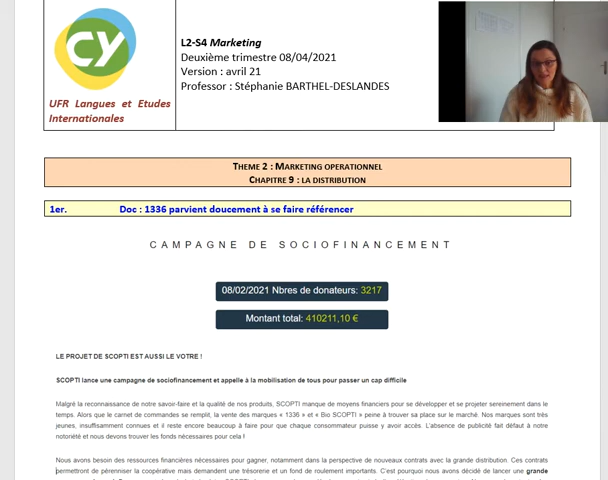 CY
UFR Langues et Etudes
Internationales
L2-S4 Marketing
Deuxième trimestre 08/04/2021
Version : avril 21
Professor : Stéphanie BARTHEL-DESLANDES
THEME 2 : MARKETING OPERATIONNEL
CHAPITRE 9 : LA DISTRIBUTION
1er. Doc : 1336 parvient doucement à se faire référencer
CAMPAGNE DE SOCIOFINANCEMENT
08/02/2021 Nbres de donateurs: 3217
Montant total: 410211,10 €
LE PROJET DE SCOPTI EST AUSSI LE VOTRE !
SCOPTI lance une campagne de sociofinancement et appelle à la mobilisation de tous pour passer un cap difficile
Malgré la reconnaissance de notre savoir-faire et la qualité de nos produits, SCOPTI manque de moyens financiers pour se développer et se projeter sereinement dans le
temps. Alors que le carnet de commandes se remplit, la vente des marques « 1336 » et « Bio SCOPTI » peine à trouver sa place sur le marché. Nos marques sont très
jeunes, insuffisamment connues et il reste encore beaucoup à faire pour que chaque consommateur puisse y avoir accès. L'absence de publicité fait défaut à notre
notoriété et nous devons trouver les fonds nécessaires pour cela !
Nous avons besoin des ressources financières nécessaires pour gagner, notamment dans la perspective de nouveaux contrats avec la grande distribution. Ces contrats
permettront de pérenniser la coopérative mais demandent une trésorerie et un fond de roulement importants. C'est pourquoi nous avons décidé de lancer une grande